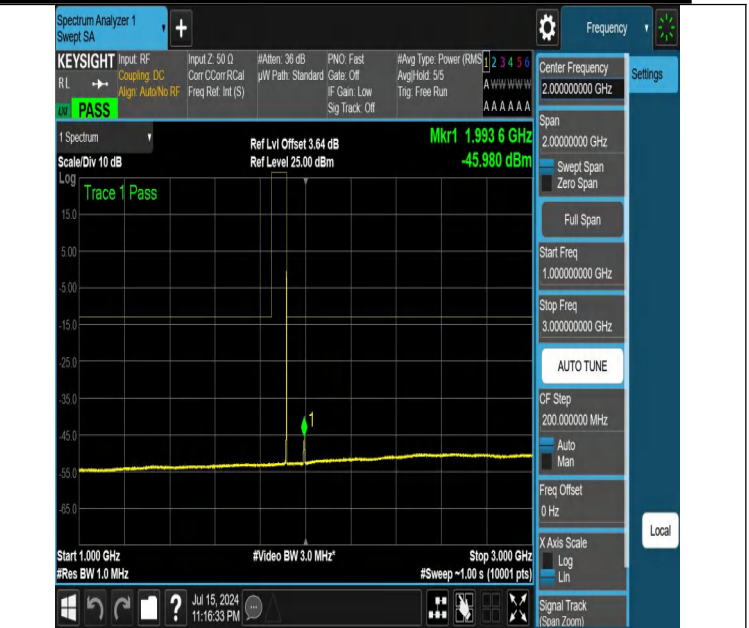 Spectrum Analyzer 1
Swept SA
+
Frequency
KEYSIGHT
RL
LXI
PASS
Input: RF
Coupling: DC
Align: Auto/No RF
Input Z: 50 Ω
Corr CCorr RCal
Freq Ref: Int (S)
#Atten: 36 dB
µW Path: Standard
PNO: Fast
Gate: Off
IF Gain: Low
Sig Track: Off
#Avg Type: Power (RMS
Avg|Hold: 5/5
Trig: Free Run
1 2 3 4 5 6
A W W W W W
A A A A A A
1 Spectrum
Scale/Div 10 dB
Ref Lvl Offset 3.64 dB
Ref Level 25.00 dBm
Mkr1 1.993 6 GHz
-45.980 dBm
Log
Trace 1 Pass
15.0
5.00
-5.00
-15.0
-25.0
-35.0
-45.0
-55.0
-65.0
1
Start 1.000 GHz
#Res BW 1.0 MHz
#Video BW 3.0 MHz*
Stop 3.000 GHz
#Sweep ~1.00 s (10001 pts)
Jul 15, 2024
11:16:33 PM
?
Center Frequency
2.000000000 GHz
Settings
Span
2.00000000 GHz
Swept Span
Zero Span
Full Span
Start Freq
1.000000000 GHz
Stop Freq
3.000000000 GHz
AUTO TUNE
CF Step
200.000000 MHz
Auto
Man
Freq Offset
0 Hz
X Axis Scale
Log
Lin
Signal Track
(Span Zoom)
Local